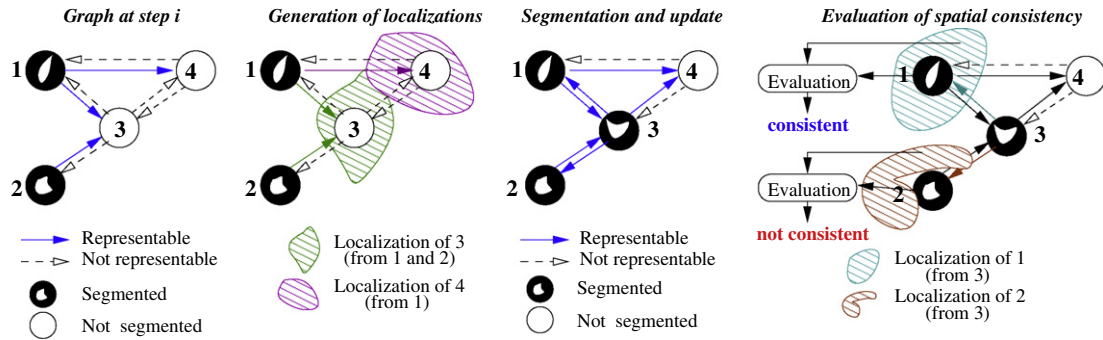 Graph at step i
1
4
3
2
Representable
Not representable
Segmented
Not segmented
Generation of localizations
1
4
3
2
Localization of 3
(from 1 and 2)
Localization of 4
(from 1)
Segmentation and update
1
4
3
2
Representable
Not representable
Segmented
Not segmented
Evaluation of spatial consistency
1
4
Evaluation
consistent
3
2
Evaluation
not consistent
Localization of 1
(from 3)
Localization of 2
(from 3)